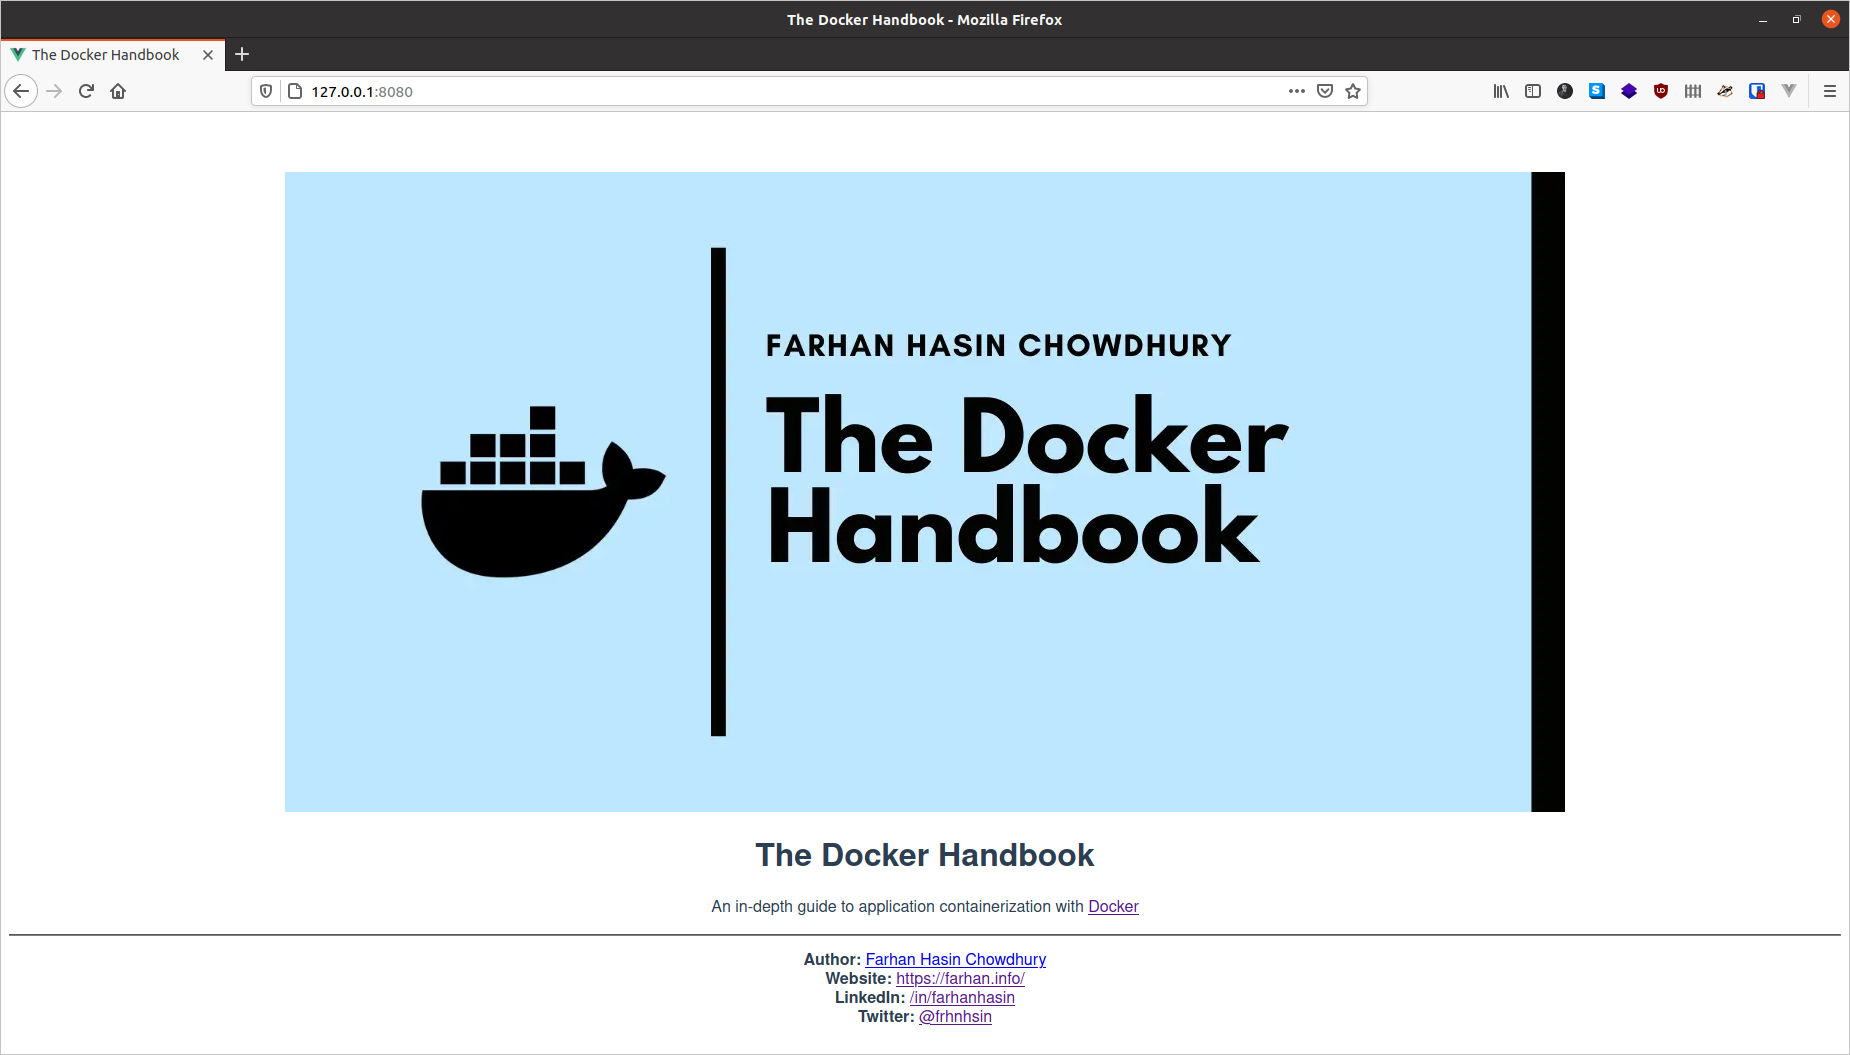 The Docker Handbook - Mozilla Firefox
The Docker Handbook
127.0.0.1:8080
FARHAN HASIN CHOWDHURY
The Docker
Handbook
The Docker Handbook
An in-depth guide to application containerization with Docker
Author: Farhan Hasin Chowdhury
Website: https://farhan.info/
LinkedIn: /in/farhanhasin
Twitter: @frhnhsin